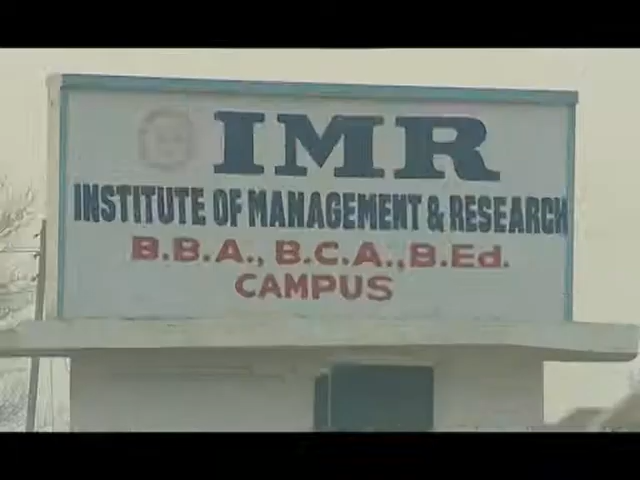 IMR
INSTITUTE OF MANAGEMENT & RESEARCH
B.B.A., B.C.A., B.Ed.
CAMPUS